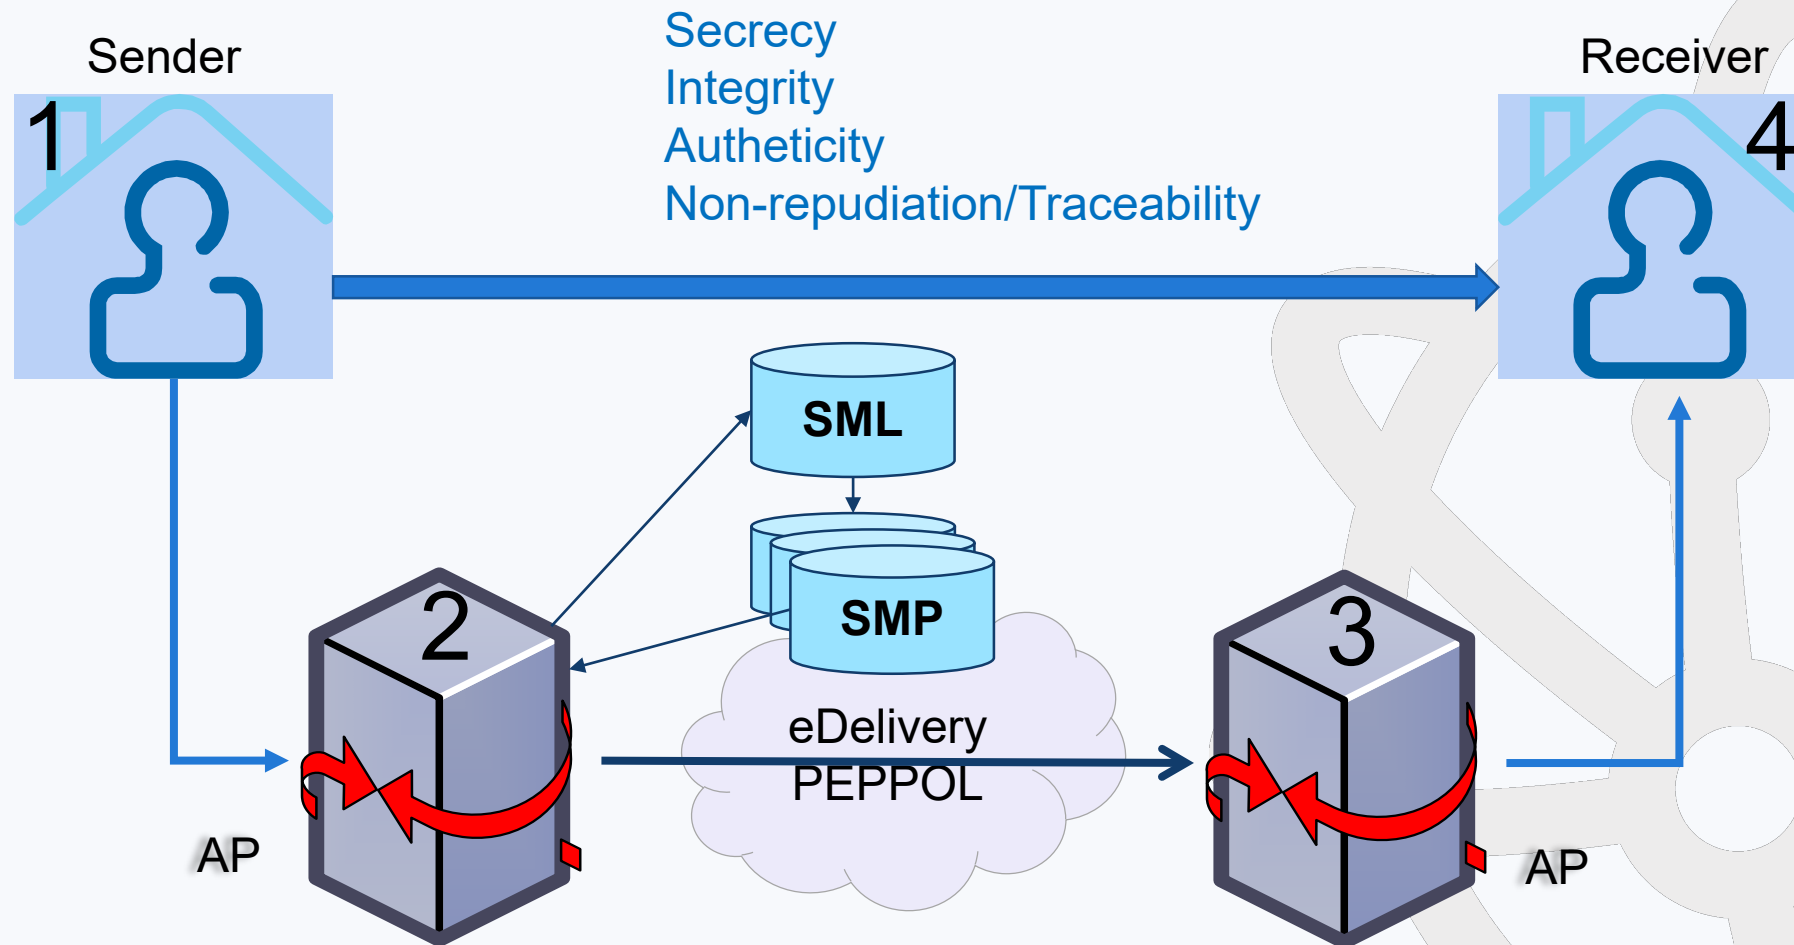 Sender
Secrecy
Integrity
Autheticity
Non-repudiation/Traceability
Receiver
1
4
SML
SMP
2
3
eDelivery
PEPPOL
AP
AP